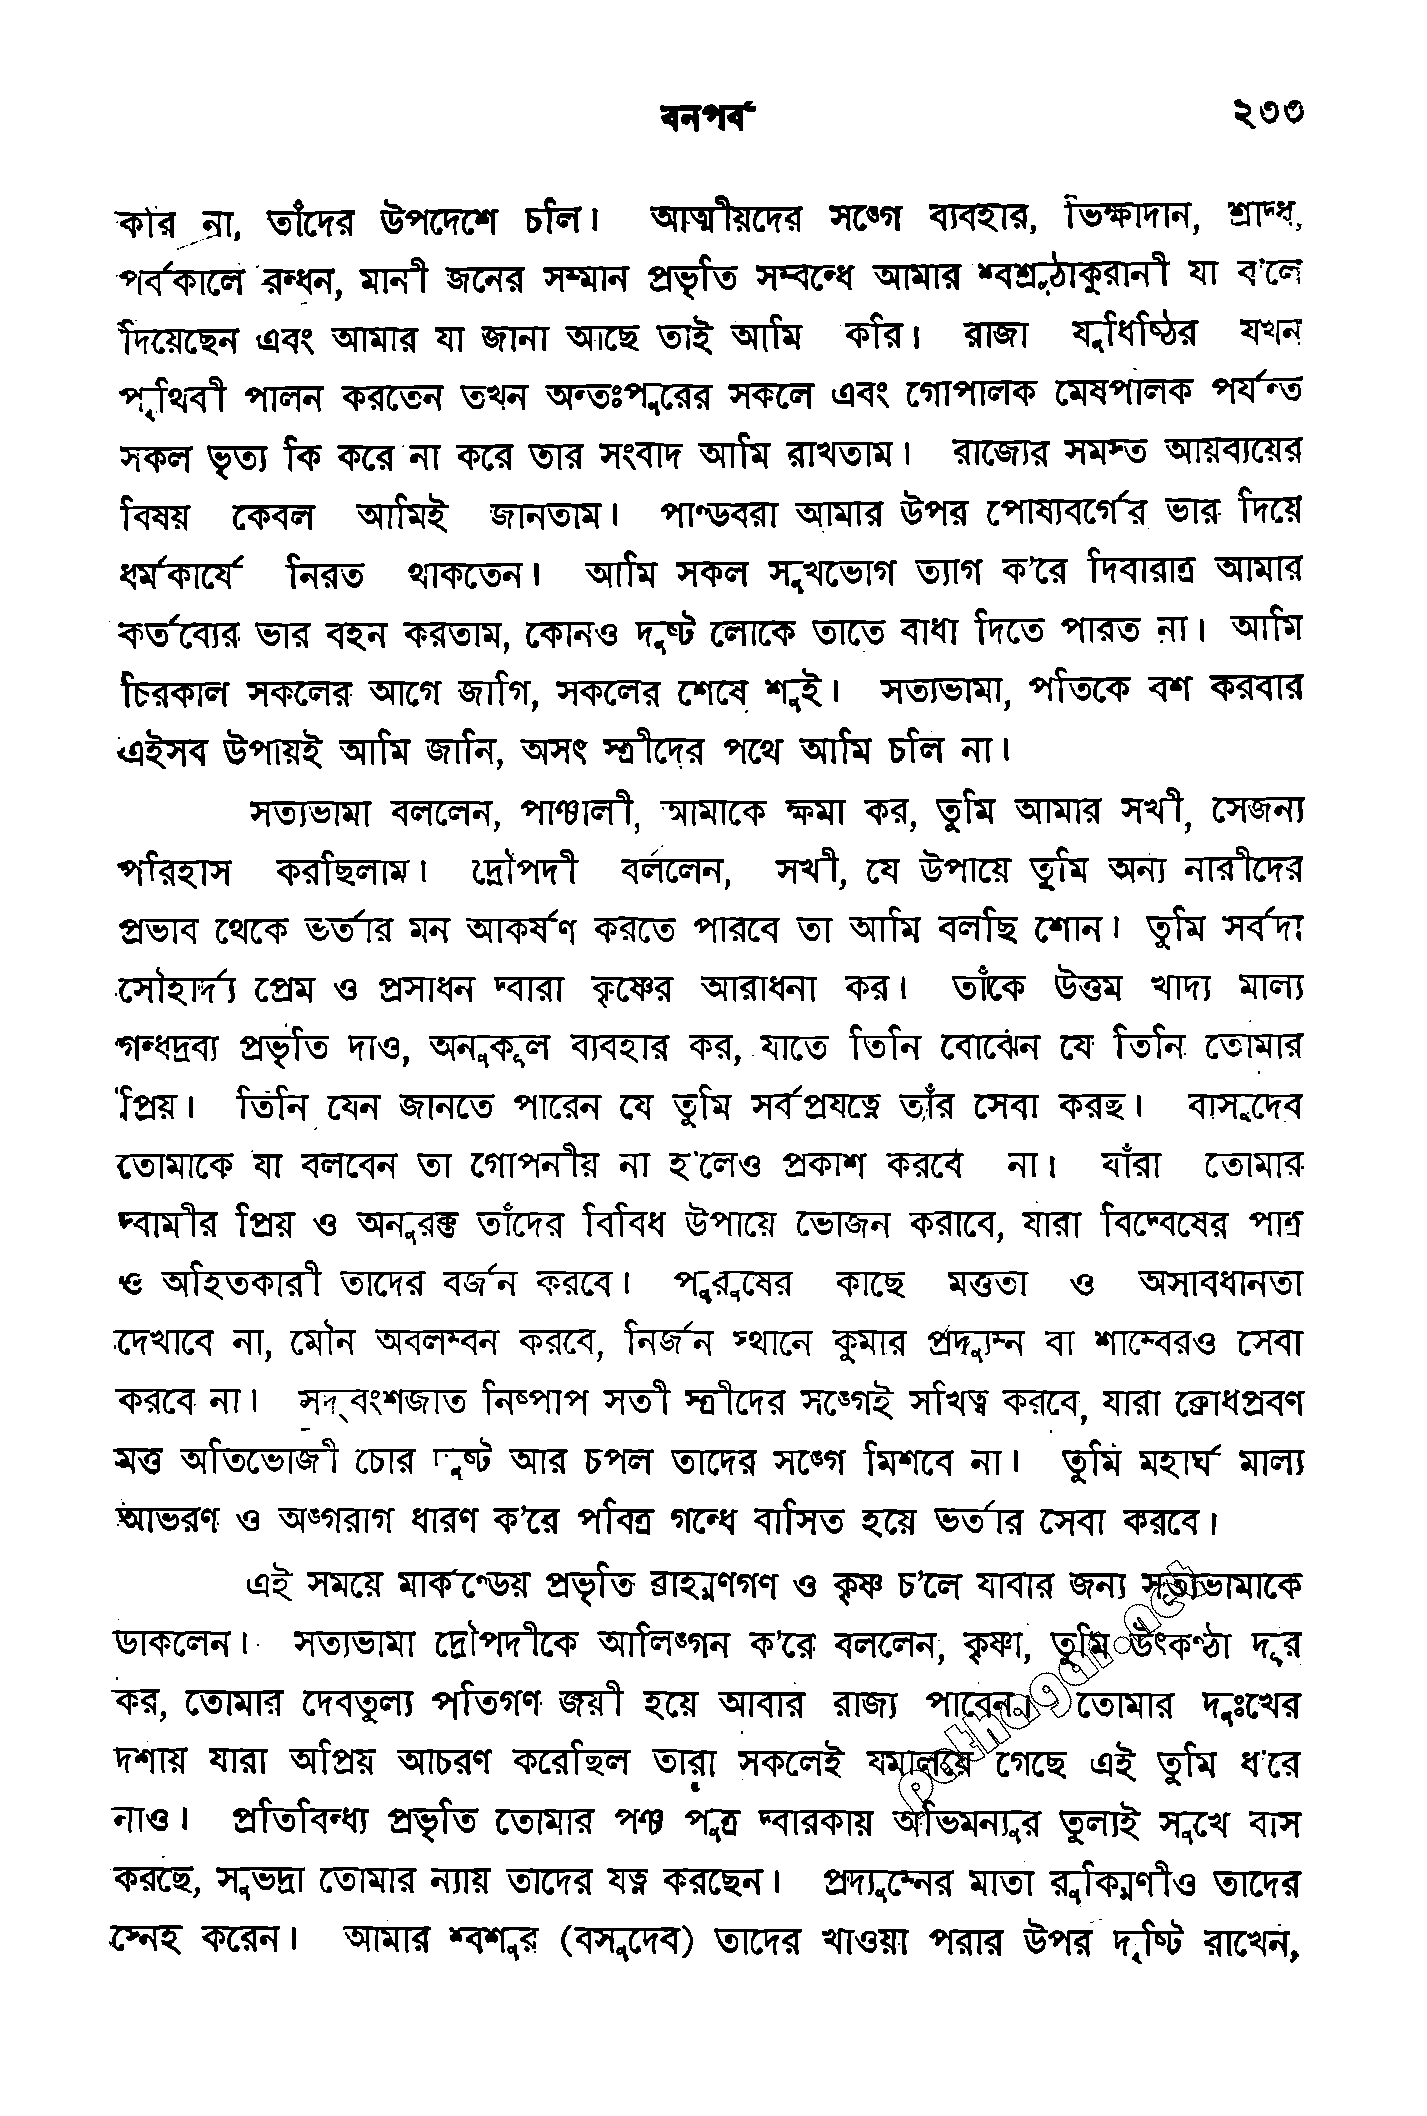 বনপর্ব ২৩৩
করি না, তাঁদের উপদেশে চলি। আত্মীয়দের সঙ্গে ব্যবহার, ভিক্ষাদান, শ্রাদ্ধ,
পর্বকালে রন্ধন, মানী জনের সম্মান প্রভৃতি সম্বন্ধে আমার শ্বশ্রূঠাকুরানী যা ব'লে
দিয়েছেন এবং আমার যা জানা আছে তাই আমি করি। রাজা যুধিষ্ঠির যখন
পৃথিবী পালন করতেন তখন অন্তঃপুরের সকলে এবং গোপালক মেষপালক পর্যন্ত
সকল ভৃত্য কি করে না করে তার সংবাদ আমি রাখতাম। রাজ্যের সমস্ত আয়ব্যয়ের
বিষয় কেবল আমিই জানতাম। পাণ্ডবরা আমার উপর পোষ্যবর্গের ভার দিয়ে
ধর্মকার্যে নিরত থাকতেন। আমি সকল সুখভোগ ত্যাগ ক'রে দিবারাত্র আমার
কর্তব্যের ভার বহন করতাম, কোনও দুষ্ট লোকে তাতে বাধা দিতে পারত না। আমি
চিরকাল সকলের আগে জাগি, সকলের শেষে শুই। সত্যভামা, পতিকে বশ করবার
এইসব উপায়ই আমি জানি, অসৎ স্ত্রীদের পথে আমি চলি না।
সত্যভামা বললেন, পাঞ্চালী, আমাকে ক্ষমা কর, তুমি আমার সখী, সেজন্য
পরিহাস করছিলাম। দ্রৌপদী বললেন, সখী, যে উপায়ে তুমি অন্য নারীদের
প্রভাব থেকে ভর্তার মন আকর্ষণ করতে পারবে তা আমি বলছি শোন। তুমি সর্বদা
সৌহার্দ্য প্রেম ও প্রসাধন দ্বারা কৃষ্ণের আরাধনা কর। তাঁকে উত্তম খাদ্য মাল্য
গন্ধদ্রব্য প্রভৃতি দাও, অনুকূল ব্যবহার কর, যাতে তিনি বোঝেন যে তিনি তোমার
প্রিয়। তিনি যেন জানতে পারেন যে তুমি সর্বপ্রযত্নে তাঁর সেবা করছ। বাসুদেব
তোমাকে যা বলবেন তা গোপনীয় না হ'লেও প্রকাশ করবে না। যাঁরা তোমার
স্বামীর প্রিয় ও অনুরক্ত তাঁদের বিবিধ উপায়ে ভোজন করাবে, যারা বিদ্বেষের পাত্র
ও অহিতকারী তাদের বর্জন করবে। পুরুষের কাছে মত্ততা ও অসাবধানতা
দেখাবে না, মৌন অবলম্বন করবে, নির্জন স্থানে কুমার প্রদ্যুম্ন বা শাম্বেরও সেবা
করবে না। সদ্‌বংশজাত নিষ্পাপ সতী স্ত্রীদের সঙ্গেই সখিত্ব করবে, যারা ক্রোধপ্রবণ
মত্ত অতিভোজী চোর দুষ্ট আর চপল তাদের সঙ্গে মিশবে না। তুমি মহার্ঘ মাল্য
আভরণ ও অঙ্গরাগ ধারণ ক'রে পবিত্র গন্ধে বাসিত হয়ে ভর্তার সেবা করবে।
এই সময়ে মার্কণ্ডেয় প্রভৃতি ব্রাহ্মণগণ ও কৃষ্ণ চ'লে যাবার জন্য সত্যভামাকে
ডাকলেন। সত্যভামা দ্রৌপদীকে আলিঙ্গন ক'রে বললেন, কৃষ্ণা, তুমি উৎকণ্ঠা দূর
কর, তোমার দেবতুল্য পতিগণ জয়ী হয়ে আবার রাজ্য পাবেন। তোমার দুঃখের
দশায় যারা অপ্রিয় আচরণ করেছিল তারা সকলেই যমালয়ে গেছে এই তুমি ধ'রে
নাও। প্রতিবিন্ধ্য প্রভৃতি তোমার পঞ্চ পুত্র দ্বারকায় অভিমন্যুর তুল্যই সুখে বাস
করছে, সুভদ্রা তোমার ন্যায় তাদের যত্ন করছেন। প্রদ্যুম্নের মাতা রুক্মিণীও তাদের
স্নেহ করেন। আমার শ্বশুর (বসুদেব) তাদের খাওয়া পরার উপর দৃষ্টি রাখেন,
pathagar.net